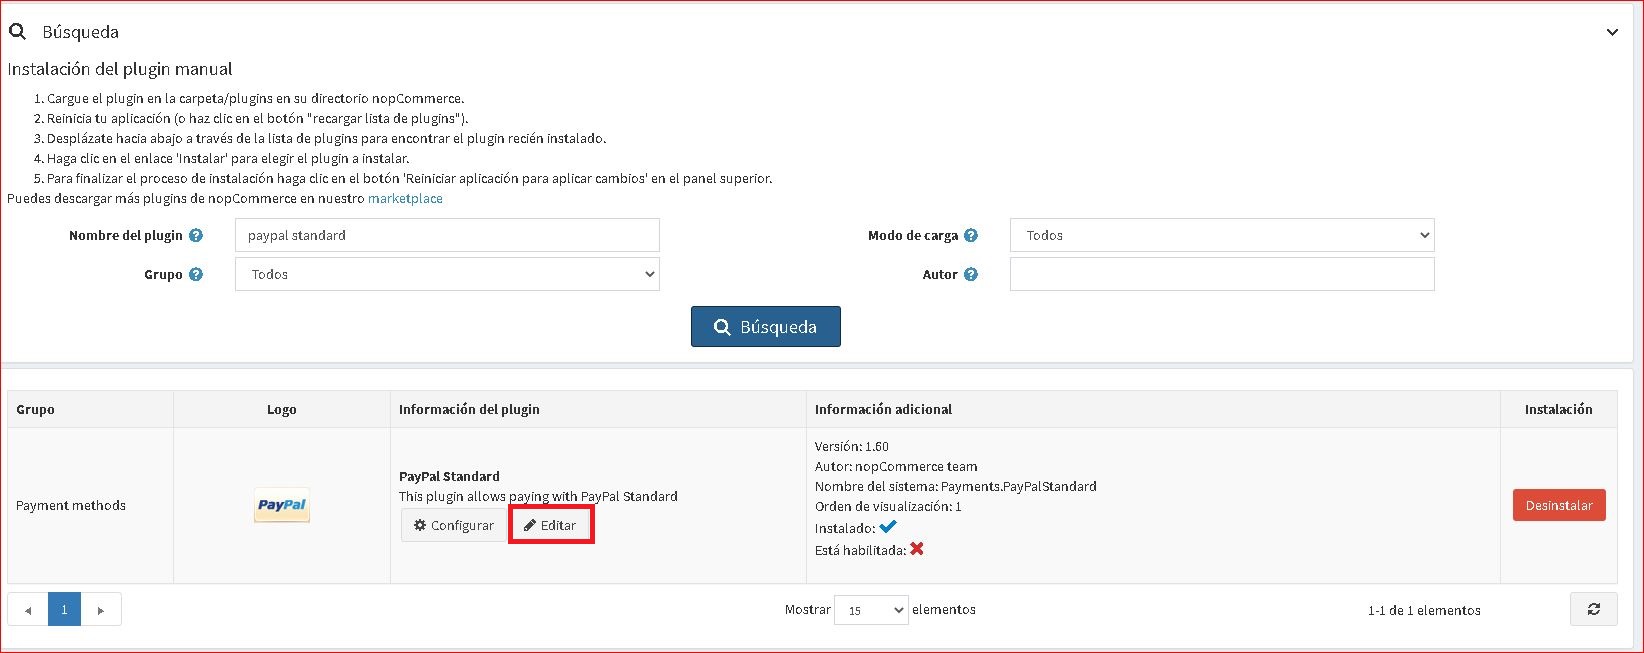 Búsqueda
Instalación del plugin manual
1. Cargue el plugin en la carpeta/plugins en su directorio nopCommerce.
2. Reinicia tu aplicación (o haz clic en el botón "recargar lista de plugins").
3. Desplázate hacia abajo a través de la lista de plugins para encontrar el plugin recién instalado.
4. Haga clic en el enlace 'Instalar' para elegir el plugin a instalar.
5. Para finalizar el proceso de instalación haga clic en el botón 'Reiniciar aplicación para aplicar cambios' en el panel superior.
Puedes descargar más plugins de nopCommerce en nuestro marketplace
Nombre del plugin ? paypal standard Modo de carga ? Todos
Grupo ? Todos Autor ?
Búsqueda
Grupo Logo Información del plugin Información adicional Instalación
Payment methods
PayPal
PayPal Standard
This plugin allows paying with PayPal Standard
Configurar Editar
Versión: 1.60
Autor: nopCommerce team
Nombre del sistema: Payments.PayPalStandard
Orden de visualización: 1
Instalado:
Está habilitada:
Desinstalar
1 Mostrar 15 elementos 1-1 de 1 elementos